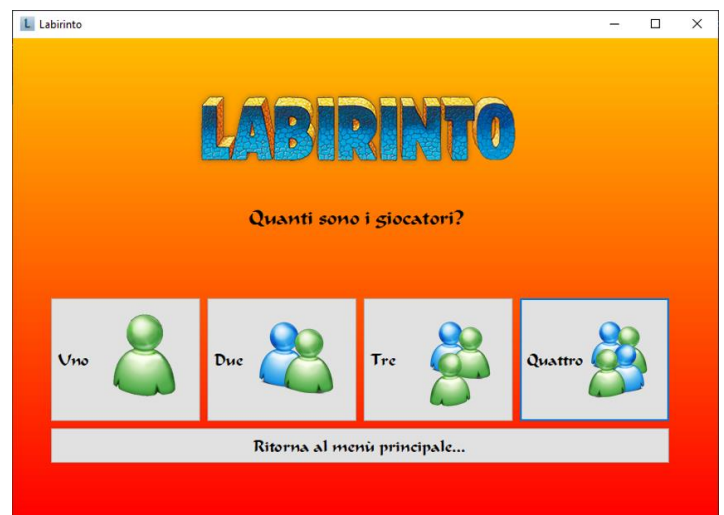 L Labirinto
LABIRINTO
Quanti sono i giocatori?
Uno Due Tre Quattro
Ritorna al menù principale...